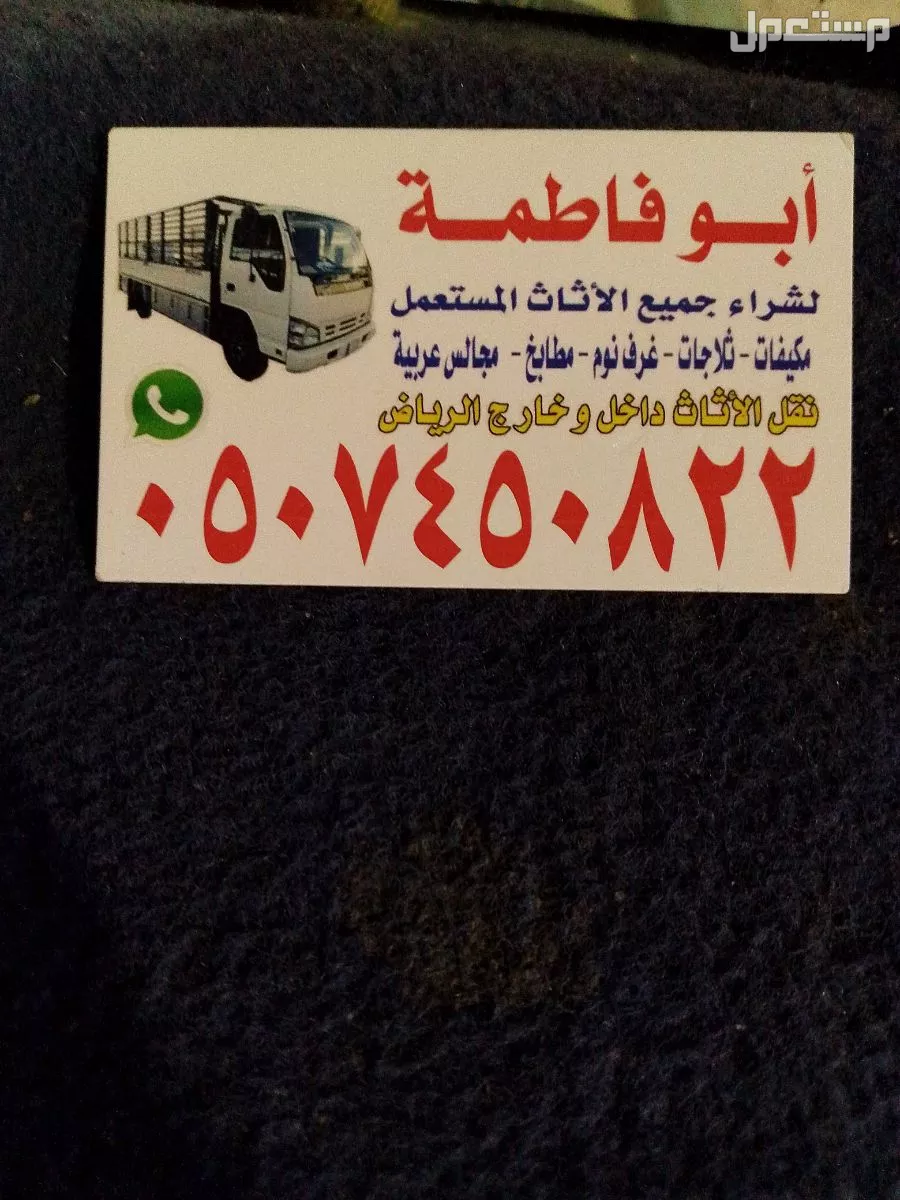 مستعمل
أبو فاطمة
لشراء جميع الأثاث المستعمل
مكيفات - ثلاجات - غرف نوم - مطابخ - مجالس عربية
نقل الأثاث داخل وخارج الرياض
٠٥٠٧٤٥٠٨٢٢